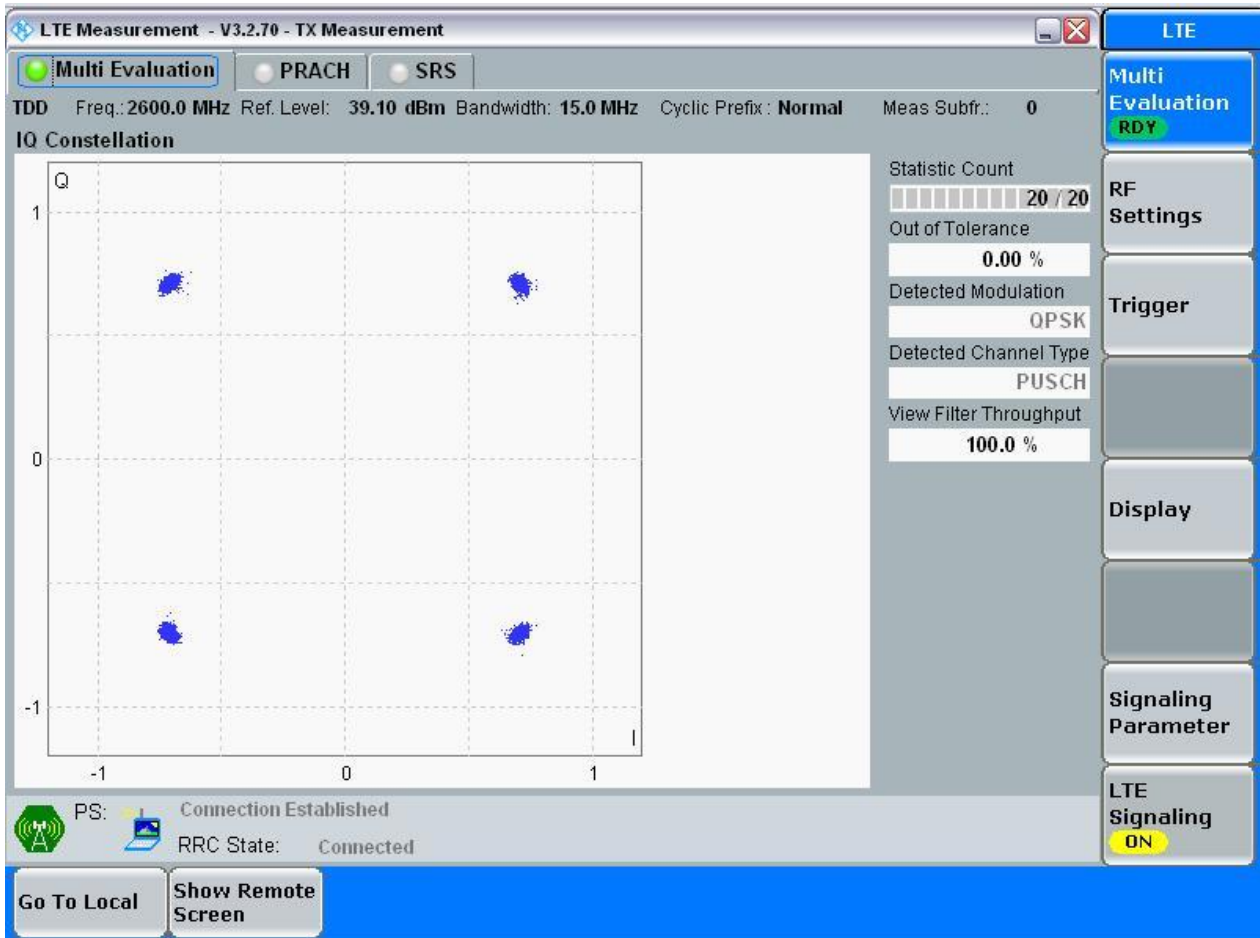 LTE Measurement - V3.2.70 - TX Measurement
LTE
Multi Evaluation PRACH SRS
TDD Freq.: 2600.0 MHz Ref. Level: 39.10 dBm Bandwidth: 15.0 MHz Cyclic Prefix : Normal Meas Subfr.: 0
IQ Constellation
Q
1
0
-1
I
-1 0 1
Statistic Count
20 / 20
Out of Tolerance
0.00 %
Detected Modulation
QPSK
Detected Channel Type
PUSCH
View Filter Throughput
100.0 %
Multi
Evaluation
RDY
RF
Settings
Trigger
Display
Signaling
Parameter
LTE
Signaling
ON
PS: Connection Established
RRC State: Connected
Go To Local
Show Remote
Screen